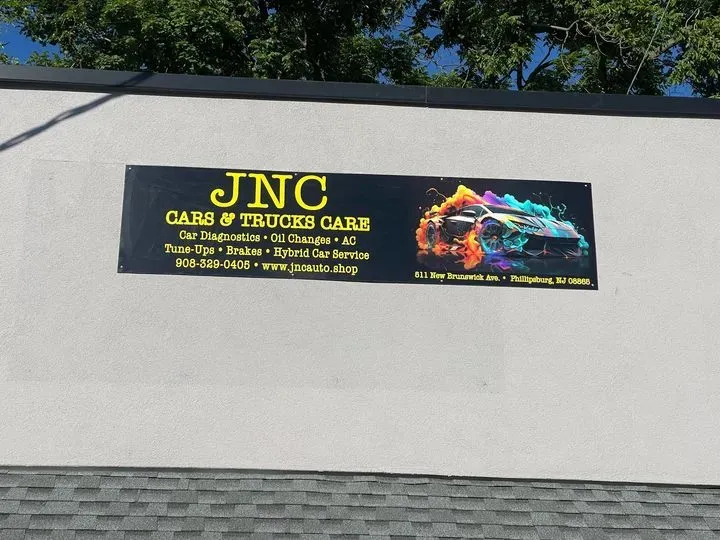 JNC
CARS & TRUCKS CARE
Car Diagnostics • Oil Changes • AC
Tune-Ups • Brakes • Hybrid Car Service
908-329-0405 • www.jncauto.shop
511 New Brunswick Ave. • Phillipsburg, NJ 08865